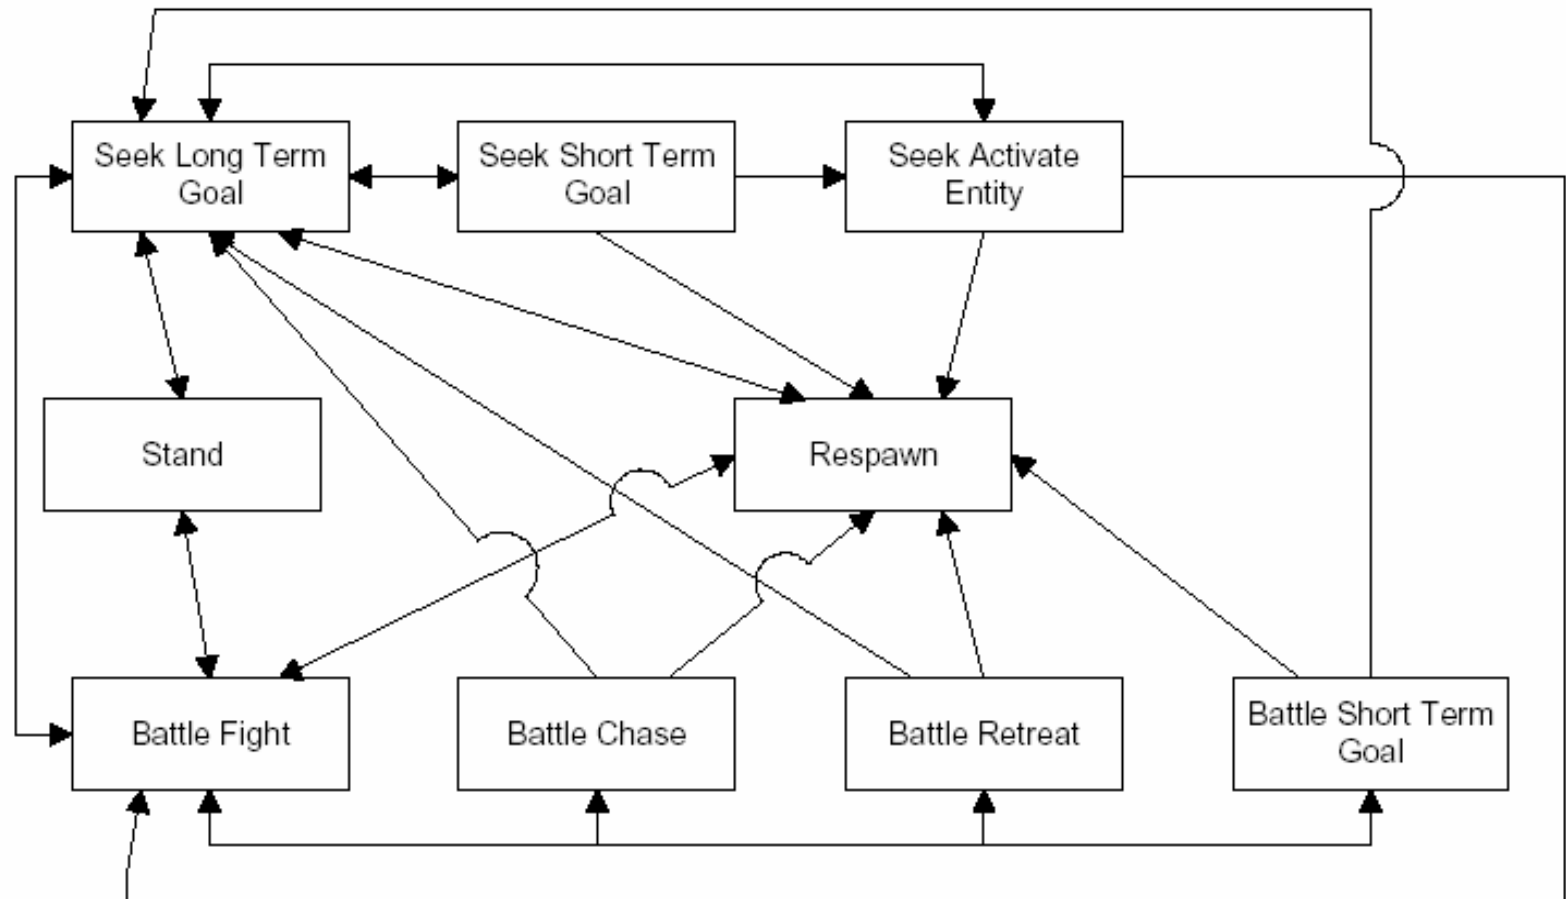 Seek Long Term
Goal
Seek Short Term
Goal
Seek Activate
Entity
Stand
Respawn
Battle Fight
Battle Chase
Battle Retreat
Battle Short Term
Goal